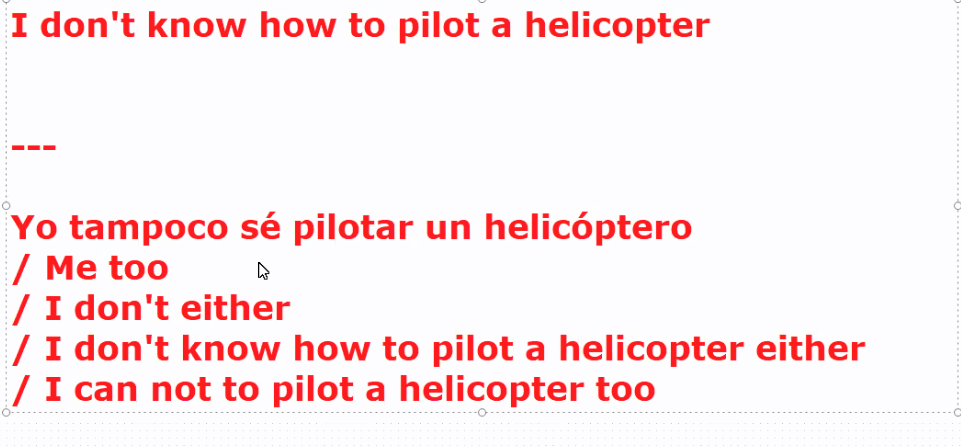 I don't know how to pilot a helicopter
---
Yo tampoco sé pilotar un helicóptero
/ Me too
/ I don't either
/ I don't know how to pilot a helicopter either
/ I can not to pilot a helicopter too